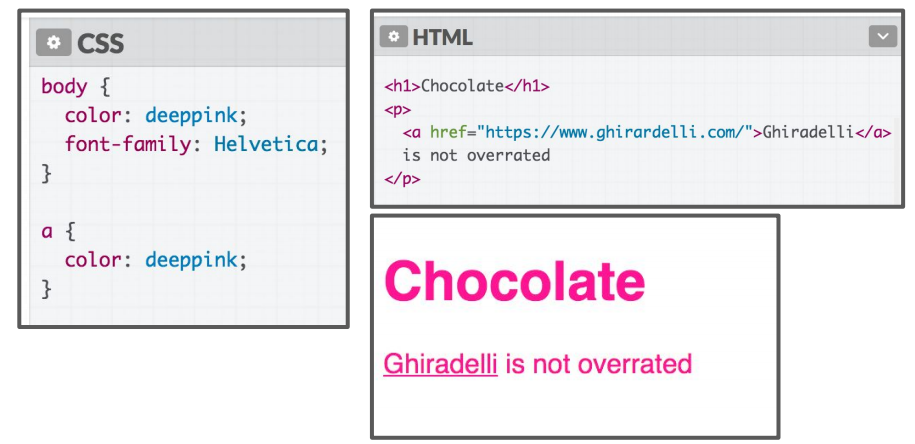 CSS
body {
  color: deeppink;
  font-family: Helvetica;
}
a {
  color: deeppink;
}
HTML
<h1>Chocolate</h1>
<p>
  <a href="https://www.ghirardelli.com/">Ghiradelli</a>
  is not overrated
</p>
Chocolate
Ghiradelli is not overrated